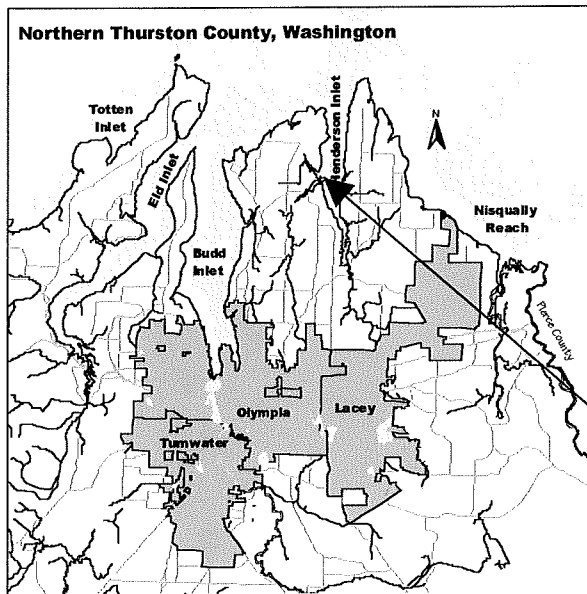 Northern Thurston County, Washington
Totten
Inlet
Eld Inlet
Budd
Inlet
Henderson Inlet
N
Nisqually
Reach
Pierce County
Olympia
Lacey
Tumwater